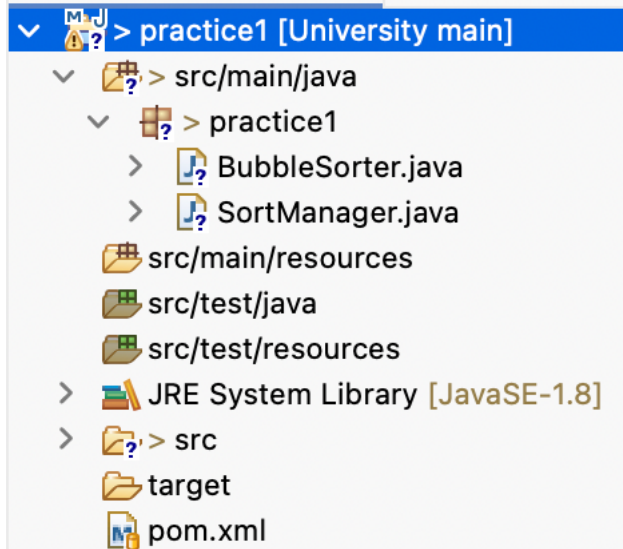 > practice1 [University main]
> src/main/java
> practice1
BubbleSorter.java
SortManager.java
src/main/resources
src/test/java
src/test/resources
JRE System Library [JavaSE-1.8]
> src
target
pom.xml